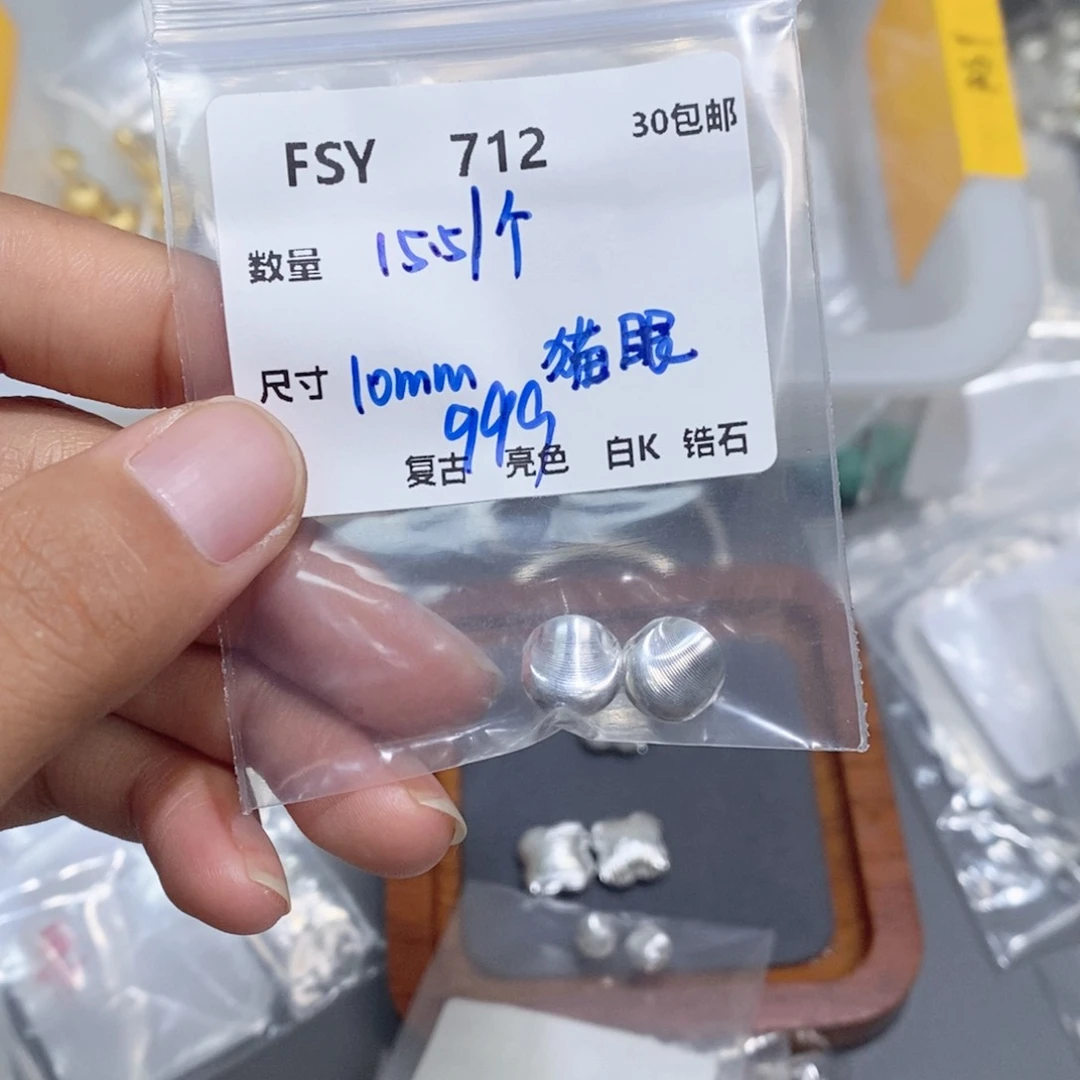 FSY 712 30包邮
数量 15.5/个
尺寸 10mm 猫眼
999
复古 亮色 白K 锆石